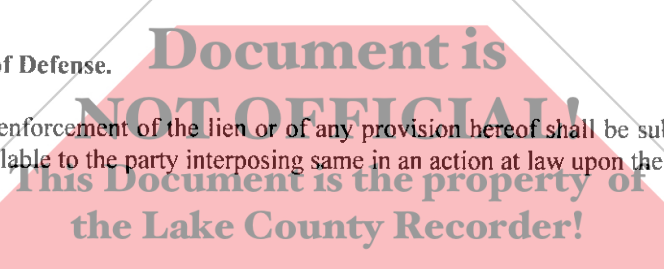 Document is
of Defense.
NOT OFFICIAL!
enforcement of the lien or of any provision hereof shall be
to the party interposing same in an action at law upon the
This Document is the property of
the Lake County Recorder!